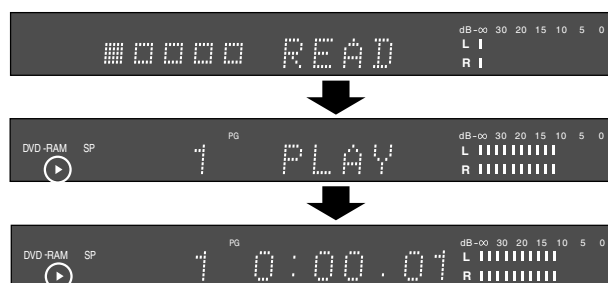 dB-∞ 30 20 15 10 5 0
READ L
R
PG dB-∞ 30 20 15 10 5 0
DVD-RAM SP 1 PLAY L
R
PG dB-∞ 30 20 15 10 5 0
DVD-RAM SP 1 0:00.01 L
R